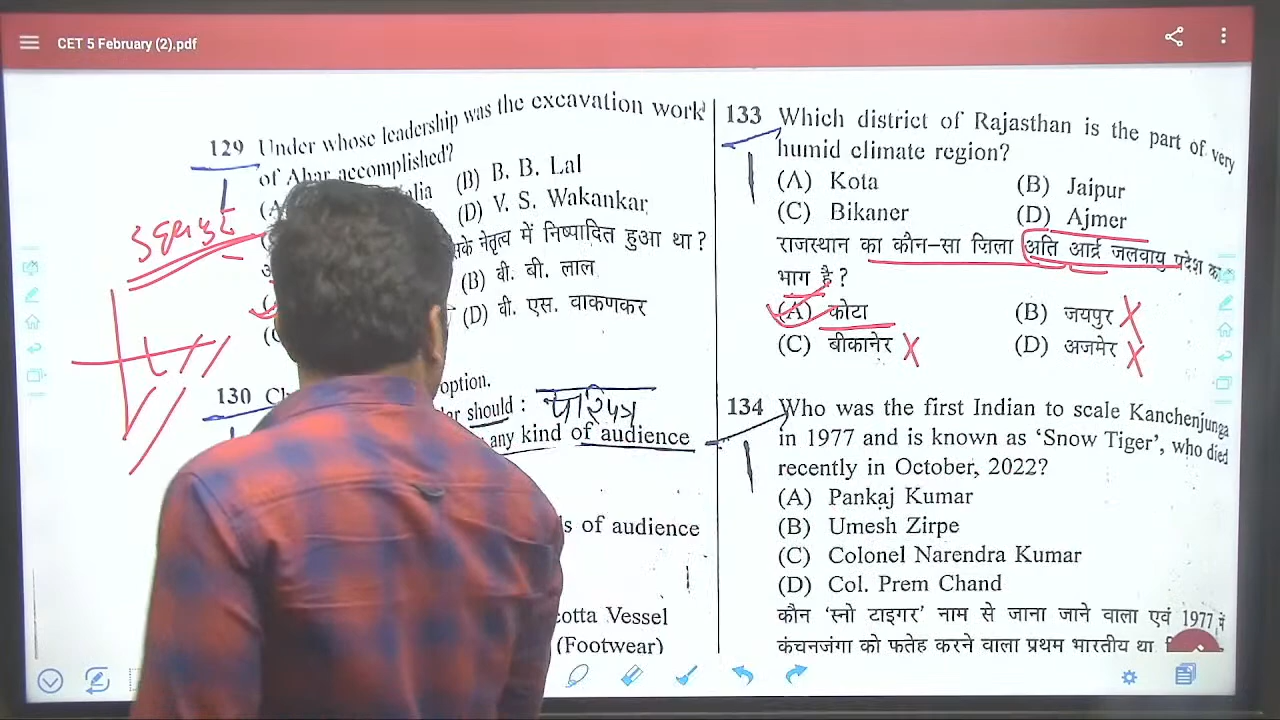 CET 5 February (2).pdf
129 Under whose leadership was the excavation work
of Ahar accomplished?
(B) B. B. Lal
(D) V. S. Wakankar
उदयपुर
नेतृत्व में निष्पादित हुआ था ?
(B) बी. बी. लाल
(D) वी. एस. वाकणकर
130
option.
should : परिपत्र
any kind of audience
of audience
Vessel
(Footwear)
133 Which district of Rajasthan is the part of very
humid climate region?
(A) Kota
(B) Jaipur
(C) Bikaner
(D) Ajmer
राजस्थान का कौन-सा जिला अति आर्द्र जलवायु प्रदेश का
भाग है ?
(A) कोटा
(B) जयपुर
(C) बीकानेर
(D) अजमेर
134 Who was the first Indian to scale Kanchenjunga
in 1977 and is known as ‘Snow Tiger’, who died
recently in October, 2022?
(A) Pankaj Kumar
(B) Umesh Zirpe
(C) Colonel Narendra Kumar
(D) Col. Prem Chand
कौन ‘स्नो टाइगर’ नाम से जाना जाने वाला एवं 1977 में
कंचनजंगा को फतेह करने वाला प्रथम भारतीय था